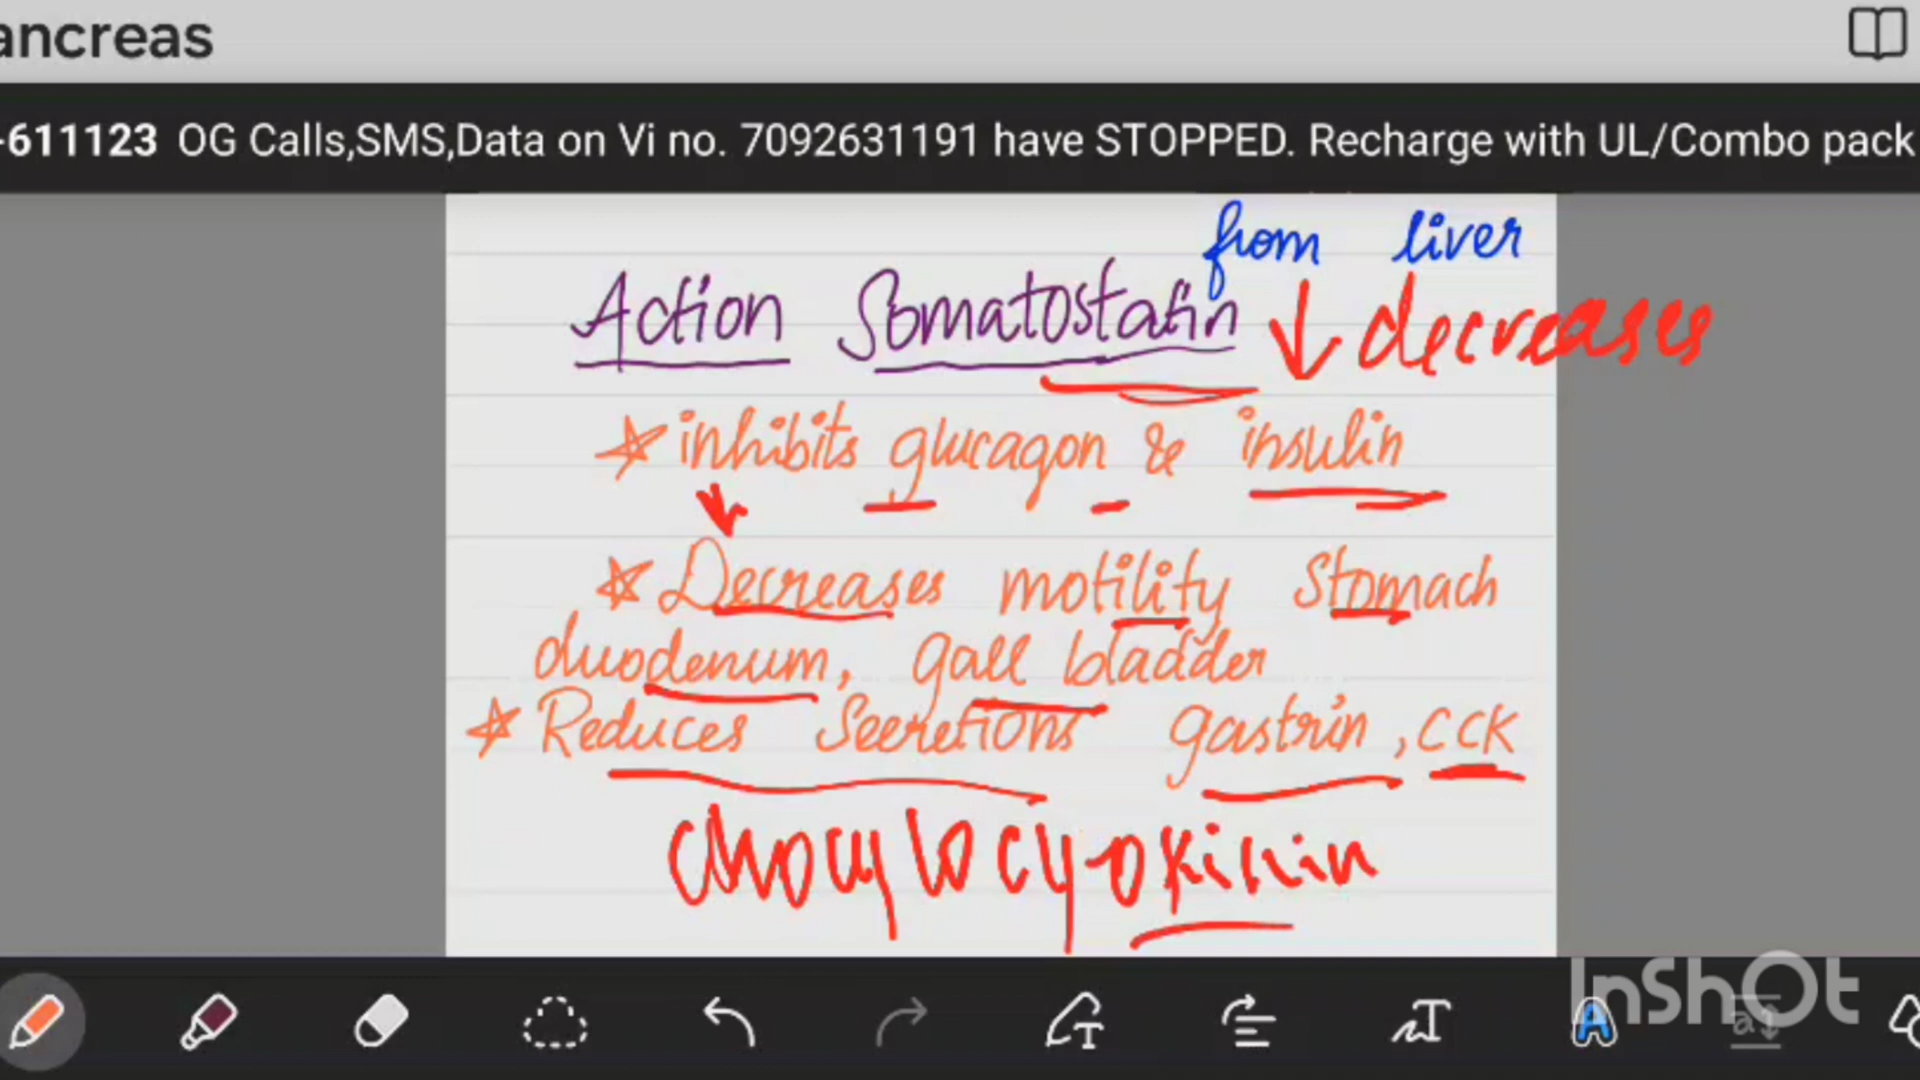 ancreas
-611123 OG Calls,SMS,Data on Vi no. 7092631191 have STOPPED. Recharge with UL/Combo pack
from liver
Action Somatostatin ↓ decreases
☆ inhibits glucagon & insulin
☆ Decreases motility Stomach
duodenum, gall bladder
☆ Reduces Secretions gastrin, CCK
InShOt